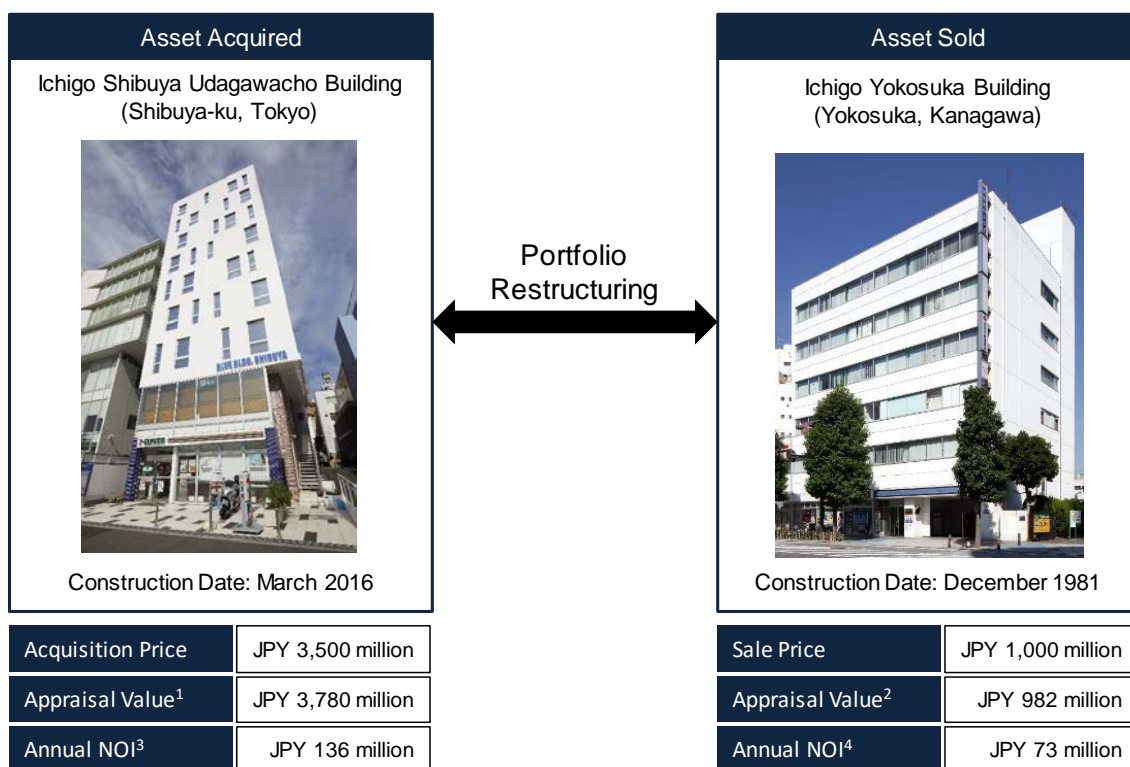 Asset Acquired
Ichigo Shibuya Udagawacho Building
(Shibuya-ku, Tokyo)
BLUE BLDG. SHIBUYA
Construction Date: March 2016
Acquisition Price JPY 3,500 million
Appraisal Value1 JPY 3,780 million
Annual NOI3 JPY 136 million
Portfolio
Restructuring
Asset Sold
Ichigo Yokosuka Building
(Yokosuka, Kanagawa)
Construction Date: December 1981
Sale Price JPY 1,000 million
Appraisal Value2 JPY 982 million
Annual NOI4 JPY 73 million